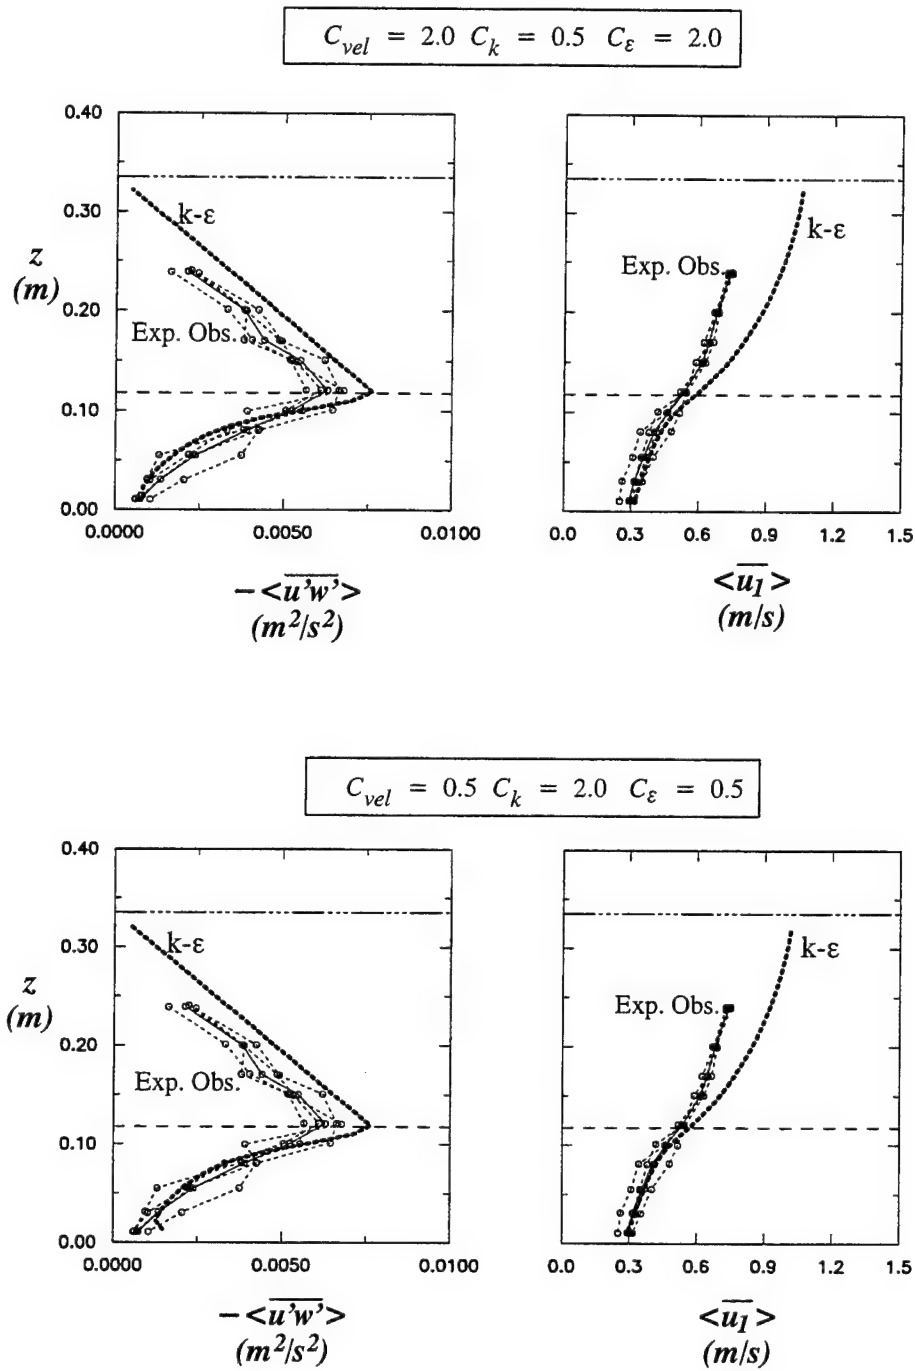 C_vel = 2.0 C_k = 0.5 C_ε = 2.0
0.40
0.30
0.20
0.10
0.00
z
(m)
k-ε
Exp. Obs.
0.0000 0.0050 0.0100
−<u'w'>
(m²/s²)
k-ε
Exp. Obs.
0.0 0.3 0.6 0.9 1.2 1.5
<u₁>
(m/s)
C_vel = 0.5 C_k = 2.0 C_ε = 0.5
0.40
0.30
0.20
0.10
0.00
z
(m)
k-ε
Exp. Obs.
0.0000 0.0050 0.0100
−<u'w'>
(m²/s²)
k-ε
Exp. Obs.
0.0 0.3 0.6 0.9 1.2 1.5
<u₁>
(m/s)